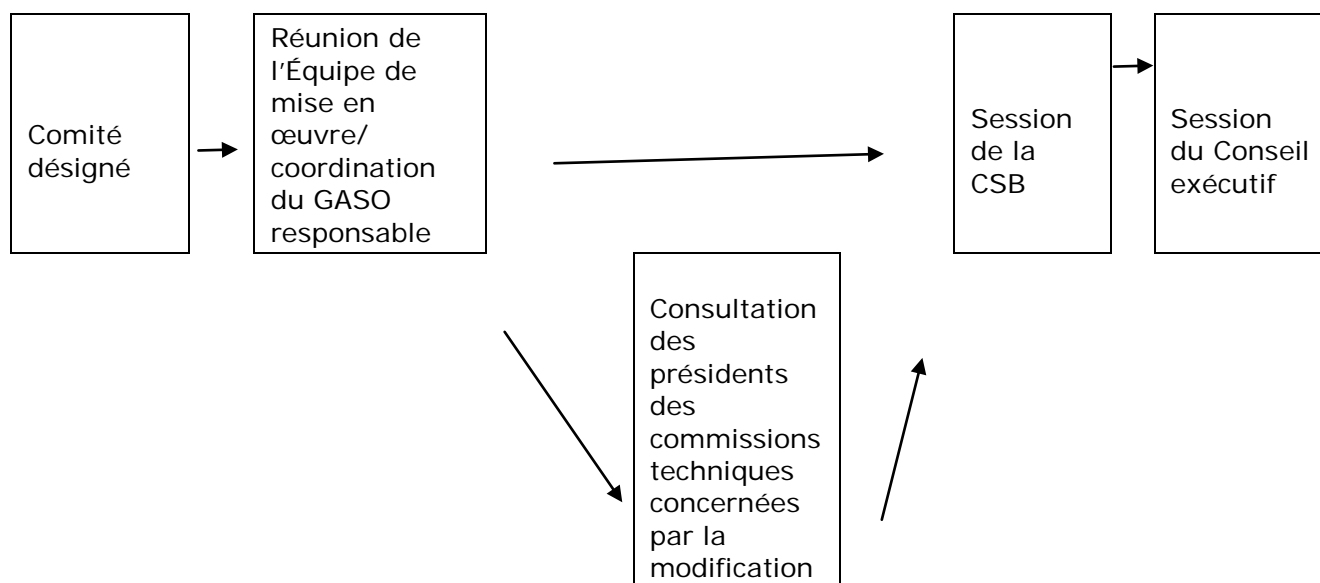 Comité
désigné
Réunion de
l'Équipe de
mise en
œuvre/
coordination
du GASO
responsable
Consultation
des
présidents
des
commissions
techniques
concernées
par la
modification
Session
de la
CSB
Session
du Conseil
exécutif